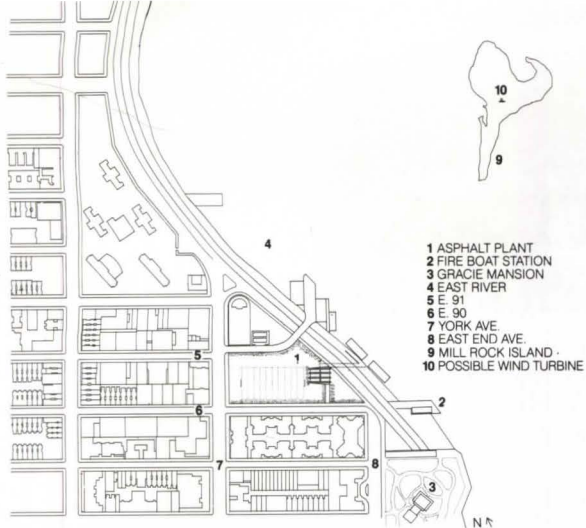 10
9
4
1 ASPHALT PLANT
2 FIRE BOAT STATION
3 GRACIE MANSION
4 EAST RIVER
5 E. 91
6 E. 90
7 YORK AVE.
8 EAST END AVE.
9 MILL ROCK ISLAND
10 POSSIBLE WIND TURBINE
5
1
6
2
7
8
3
N